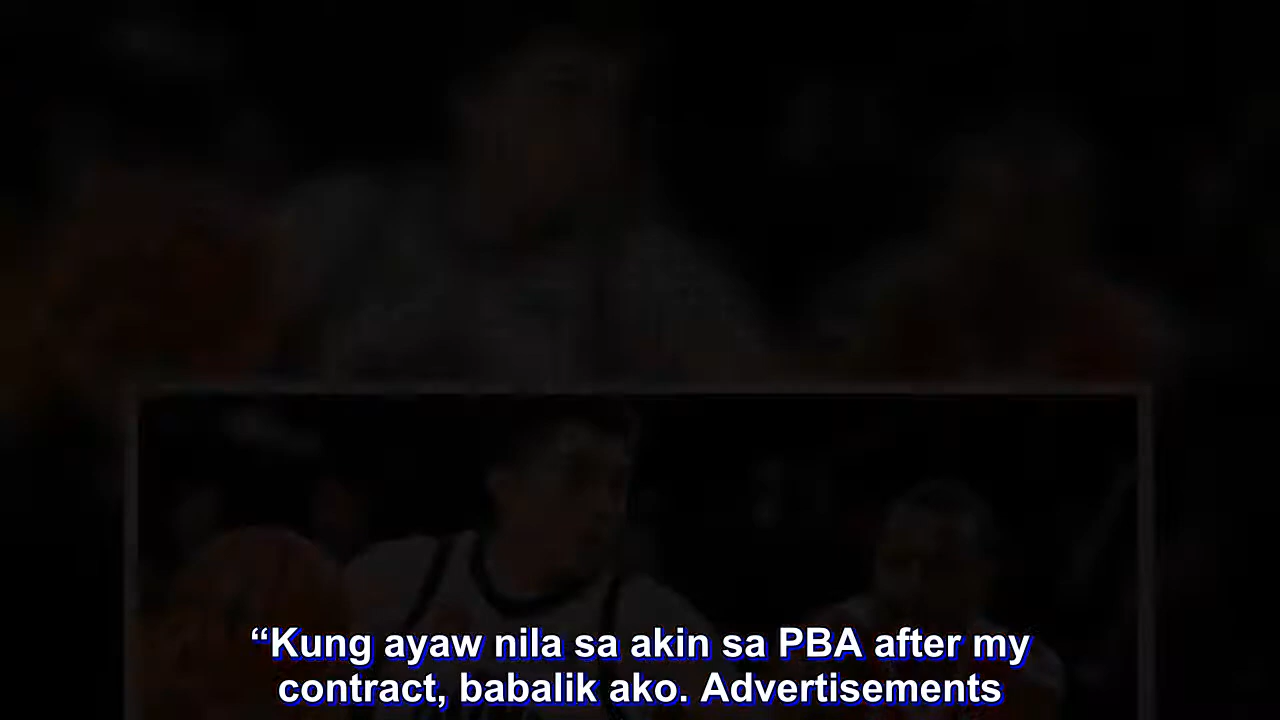 “Kung ayaw nila sa akin sa PBA after my
contract, babalik ako. Advertisements